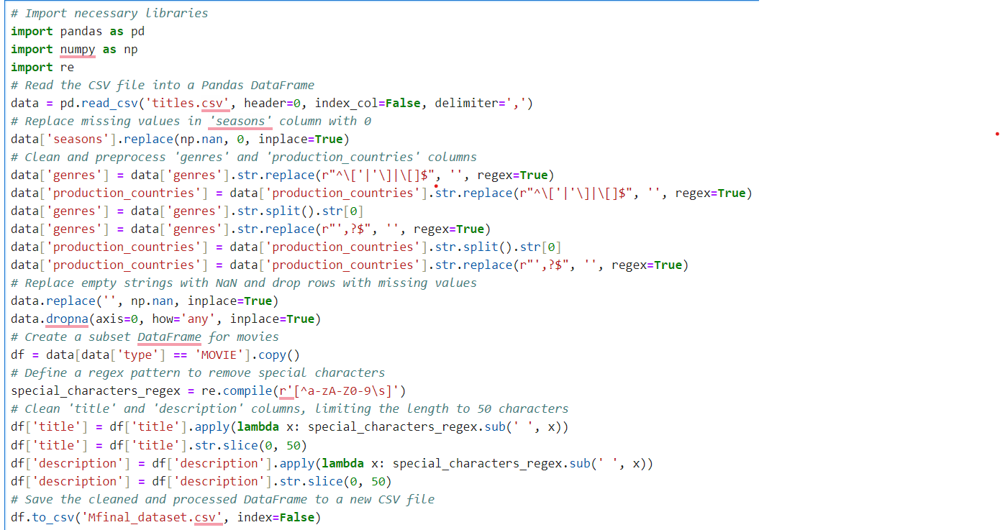 # Import necessary libraries
import pandas as pd
import numpy as np
import re
# Read the CSV file into a Pandas DataFrame
data = pd.read_csv('titles.csv', header=0, index_col=False, delimiter=',')
# Replace missing values in 'seasons' column with 0
data['seasons'].replace(np.nan, 0, inplace=True)
# Clean and preprocess 'genres' and 'production_countries' columns
data['genres'] = data['genres'].str.replace(r"^\['|'\]|\[]$", '', regex=True)
data['production_countries'] = data['production_countries'].str.replace(r"^\['|'\]|\[]$", '', regex=True)
data['genres'] = data['genres'].str.split().str[0]
data['genres'] = data['genres'].str.replace(r"',?$", '', regex=True)
data['production_countries'] = data['production_countries'].str.split().str[0]
data['production_countries'] = data['production_countries'].str.replace(r"',?$", '', regex=True)
# Replace empty strings with NaN and drop rows with missing values
data.replace('', np.nan, inplace=True)
data.dropna(axis=0, how='any', inplace=True)
# Create a subset DataFrame for movies
df = data[data['type'] == 'MOVIE'].copy()
# Define a regex pattern to remove special characters
special_characters_regex = re.compile(r'[^a-zA-Z0-9\s]')
# Clean 'title' and 'description' columns, limiting the length to 50 characters
df['title'] = df['title'].apply(lambda x: special_characters_regex.sub(' ', x))
df['title'] = df['title'].str.slice(0, 50)
df['description'] = df['description'].apply(lambda x: special_characters_regex.sub(' ', x))
df['description'] = df['description'].str.slice(0, 50)
# Save the cleaned and processed DataFrame to a new CSV file
df.to_csv('Mfinal_dataset.csv', index=False)